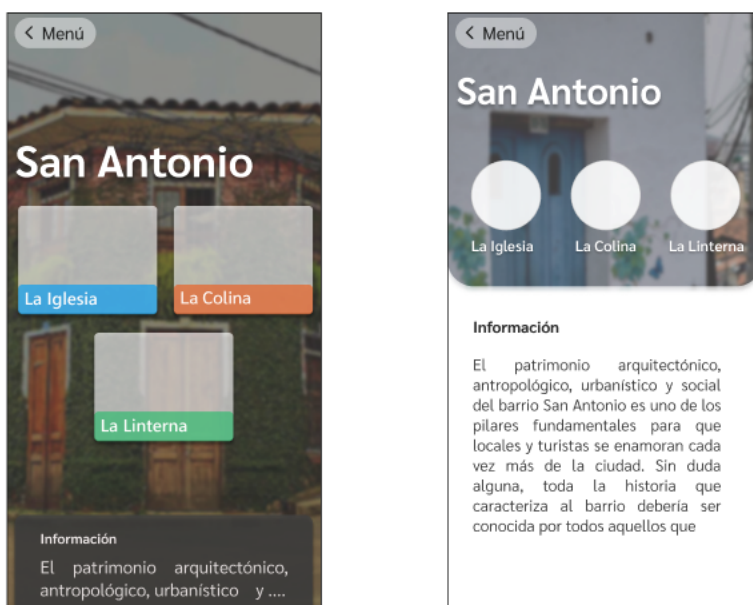 < Menú
San Antonio
La Iglesia
La Colina
La Linterna
Información
El patrimonio arquitectónico,
antropológico, urbanístico y ....
< Menú
San Antonio
La Iglesia
La Colina
La Linterna
Información
El patrimonio arquitectónico,
antropológico, urbanístico y social
del barrio San Antonio es uno de los
pilares fundamentales para que
locales y turistas se enamoran cada
vez más de la ciudad. Sin duda
alguna, toda la historia que
caracteriza al barrio debería ser
conocida por todos aquellos que